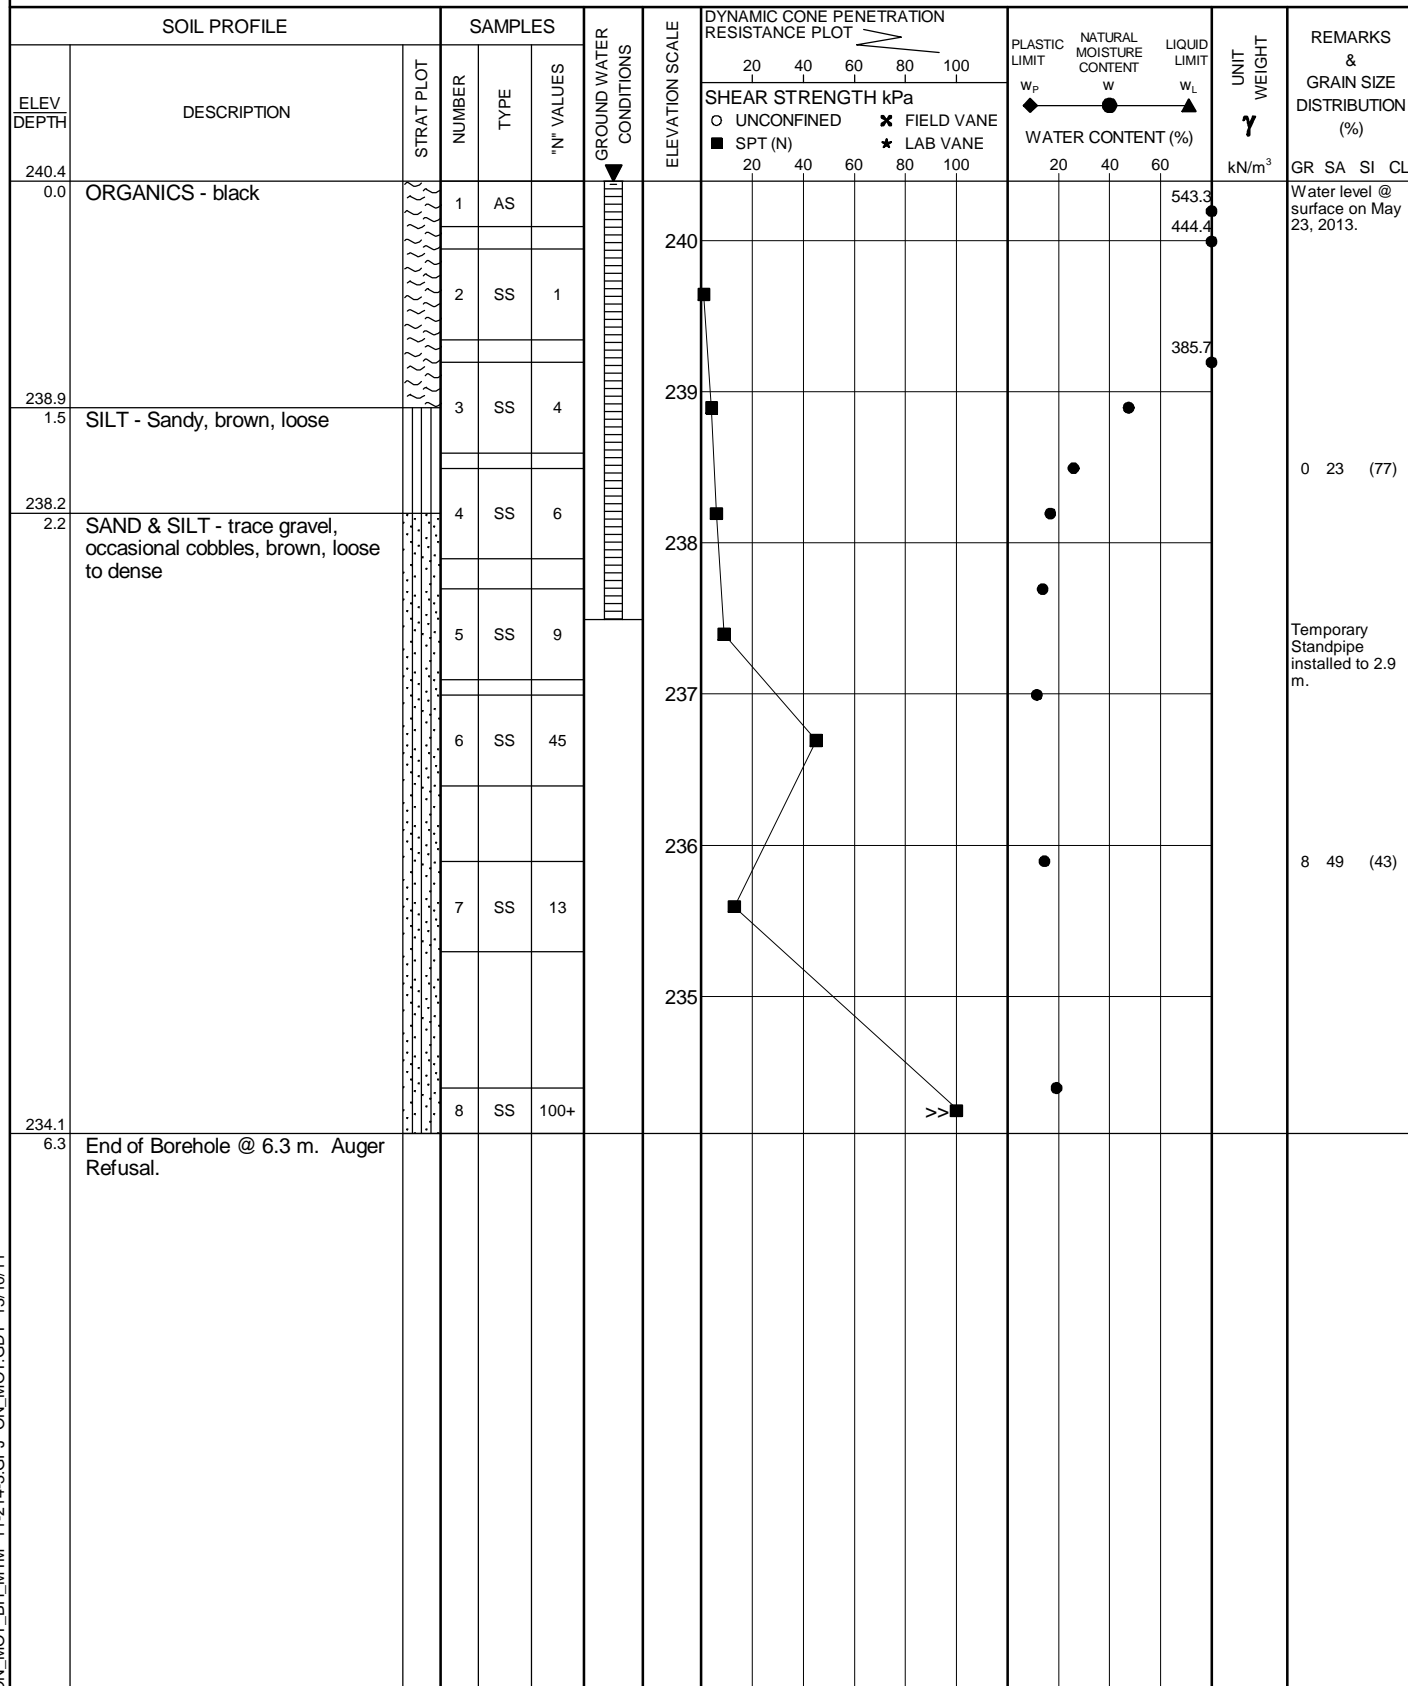 SOIL PROFILE
SAMPLES
ELEV
DEPTH
DESCRIPTION
STRAT PLOT
NUMBER
TYPE
"N" VALUES
GROUND WATER
CONDITIONS
ELEVATION SCALE
DYNAMIC CONE PENETRATION
RESISTANCE PLOT
20 40 60 80 100
SHEAR STRENGTH kPa
UNCONFINED FIELD VANE
SPT (N) LAB VANE
20 40 60 80 100
PLASTIC
LIMIT
NATURAL
MOISTURE
CONTENT
LIQUID
LIMIT
wP w wL
WATER CONTENT (%)
20 40 60
UNIT
WEIGHT
γ
kN/m³
REMARKS
&
GRAIN SIZE
DISTRIBUTION
(%)
GR SA SI CL
240.4
0.0 ORGANICS - black
1 AS
543.3
444.4
Water level @
surface on May
23, 2013.
240
2 SS 1
385.7
239
238.9
1.5 SILT - Sandy, brown, loose
3 SS 4
0 23 (77)
238.2
2.2 SAND & SILT - trace gravel,
occasional cobbles, brown, loose
to dense
4 SS 6
238
5 SS 9
Temporary
Standpipe
installed to 2.9
m.
237
6 SS 45
236
8 49 (43)
7 SS 13
235
8 SS 100+
>>
234.1
6.3 End of Borehole @ 6.3 m. Auger
Refusal.